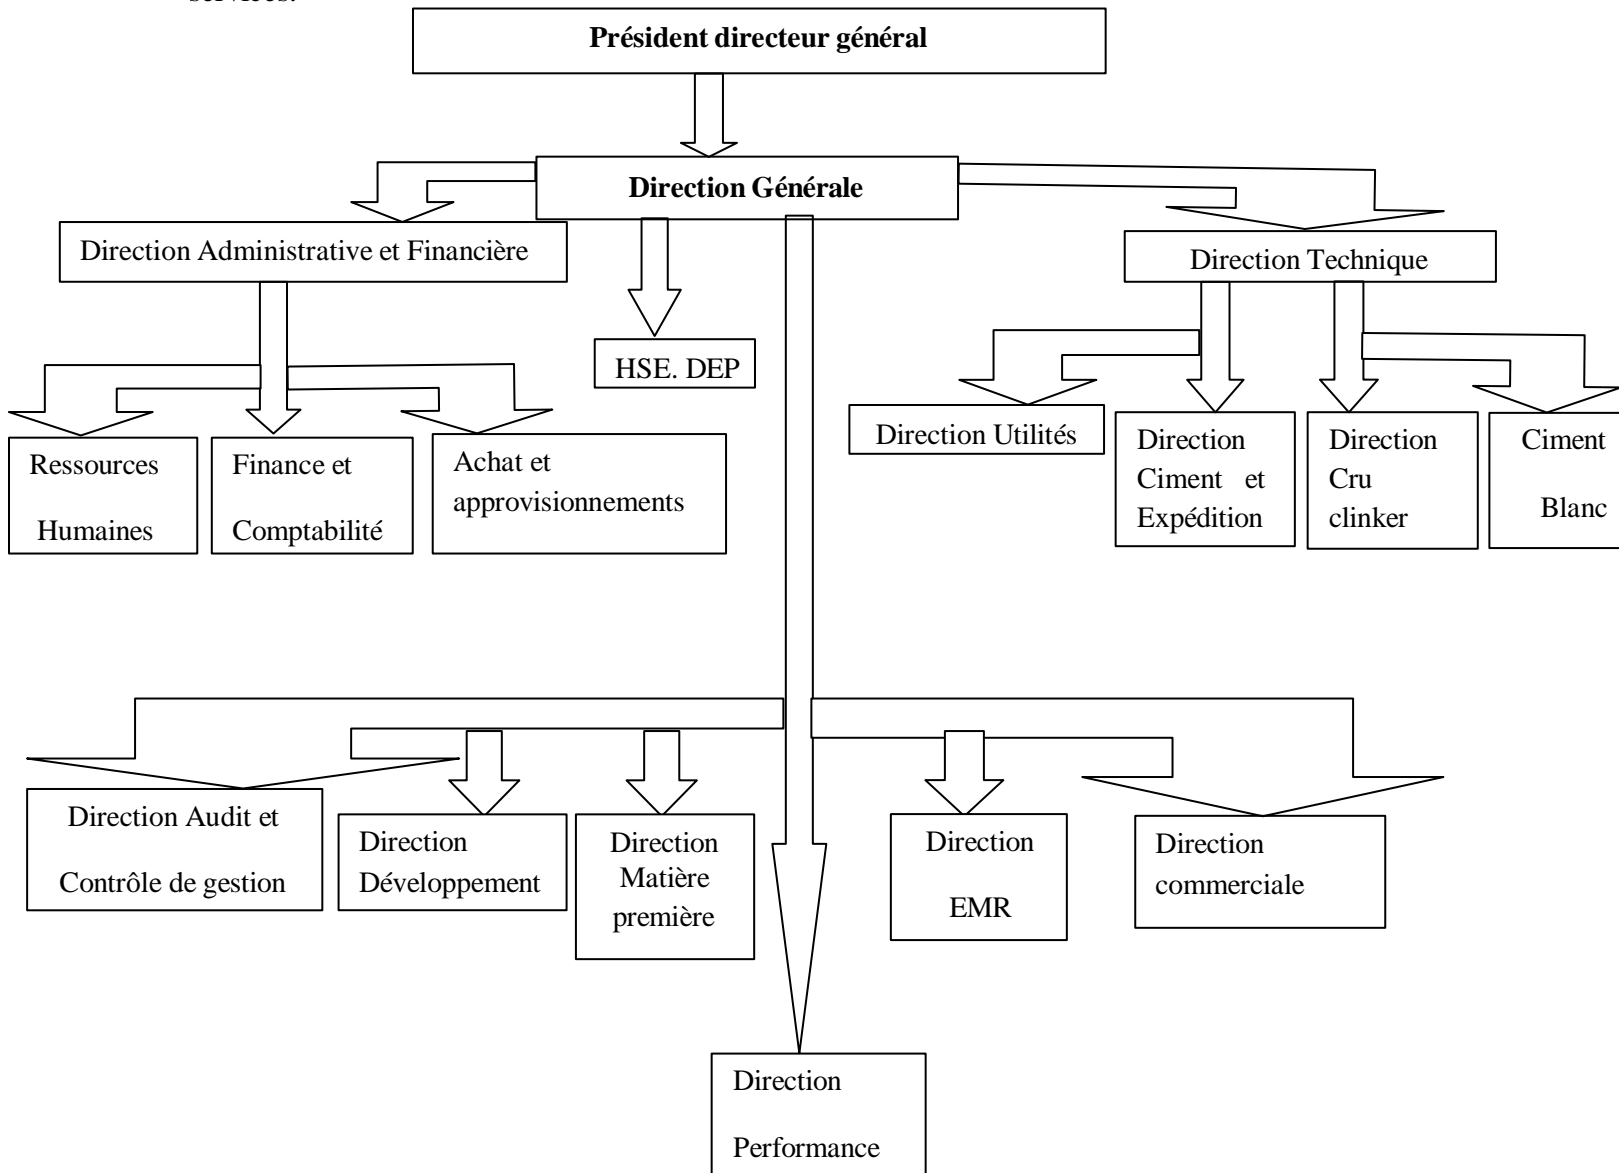 services.
Président directeur général
Direction Générale
Direction Administrative et Financière
Direction Technique
HSE. DEP
Ressources
Humaines
Finance et
Comptabilité
Achat et
approvisionnements
Direction Utilités
Direction
Ciment et
Expédition
Direction
Cru
clinker
Ciment
Blanc
Direction Audit et
Contrôle de gestion
Direction
Développement
Direction
Matière
première
Direction
EMR
Direction
commerciale
Direction
Performance